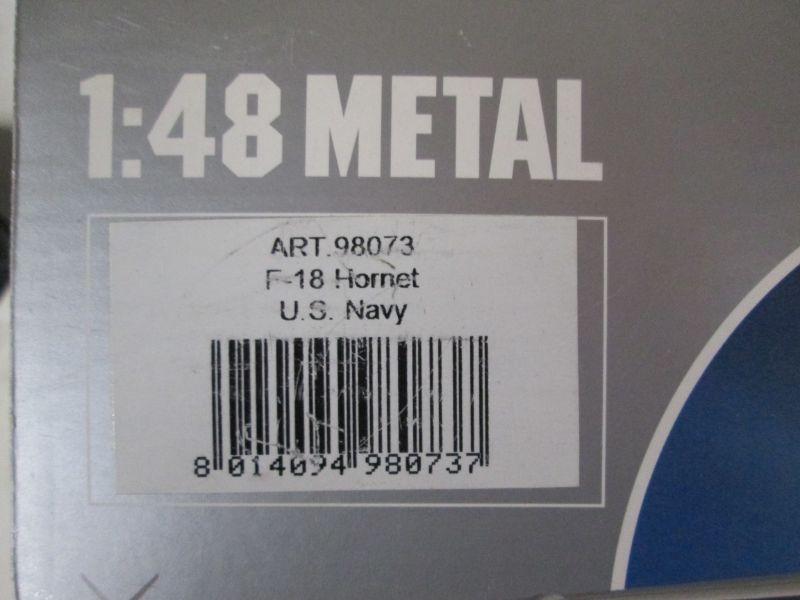 1:48 METAL
ART.98073
F-18 Hornet
U.S. Navy
8 014094 980737